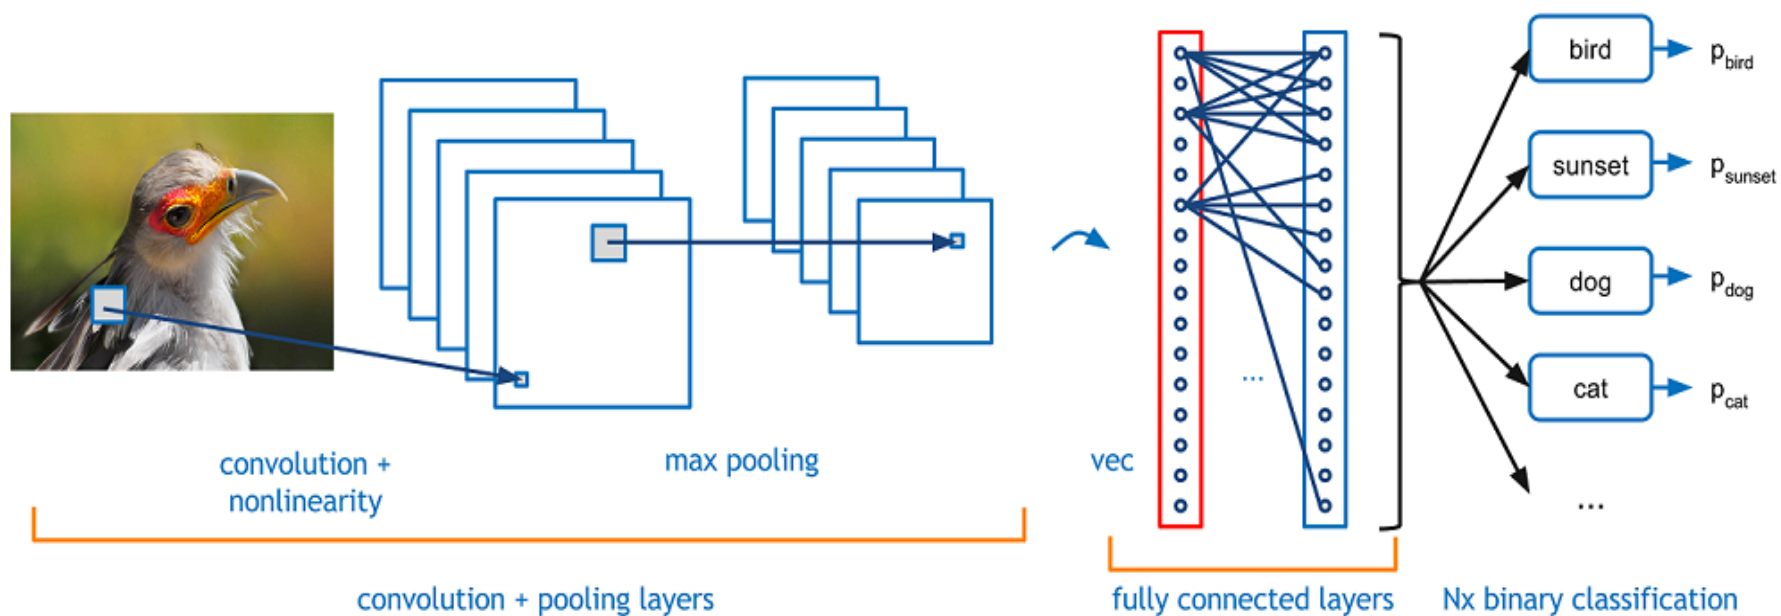 bird
p_bird
sunset
p_sunset
dog
p_dog
cat
p_cat
...
...
convolution +
nonlinearity
max pooling
vec
convolution + pooling layers
fully connected layers
Nx binary classification